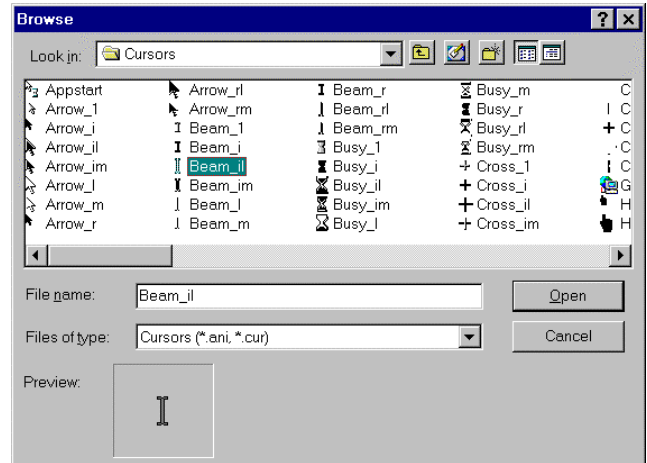 Browse
Look in: Cursors
Appstart Arrow_rl Beam_r Busy_m C
Arrow_1 Arrow_rm Beam_rl Busy_r C
Arrow_i Beam_1 Beam_rm Busy_rl C
Arrow_il Beam_i Busy_1 Busy_rm C
Arrow_im Beam_il Busy_i Cross_1 C
Arrow_l Beam_im Busy_il Cross_i G
Arrow_m Beam_l Busy_im Cross_il H
Arrow_r Beam_m Busy_l Cross_im H
File name: Beam_il Open
Files of type: Cursors (*.ani, *.cur) Cancel
Preview: